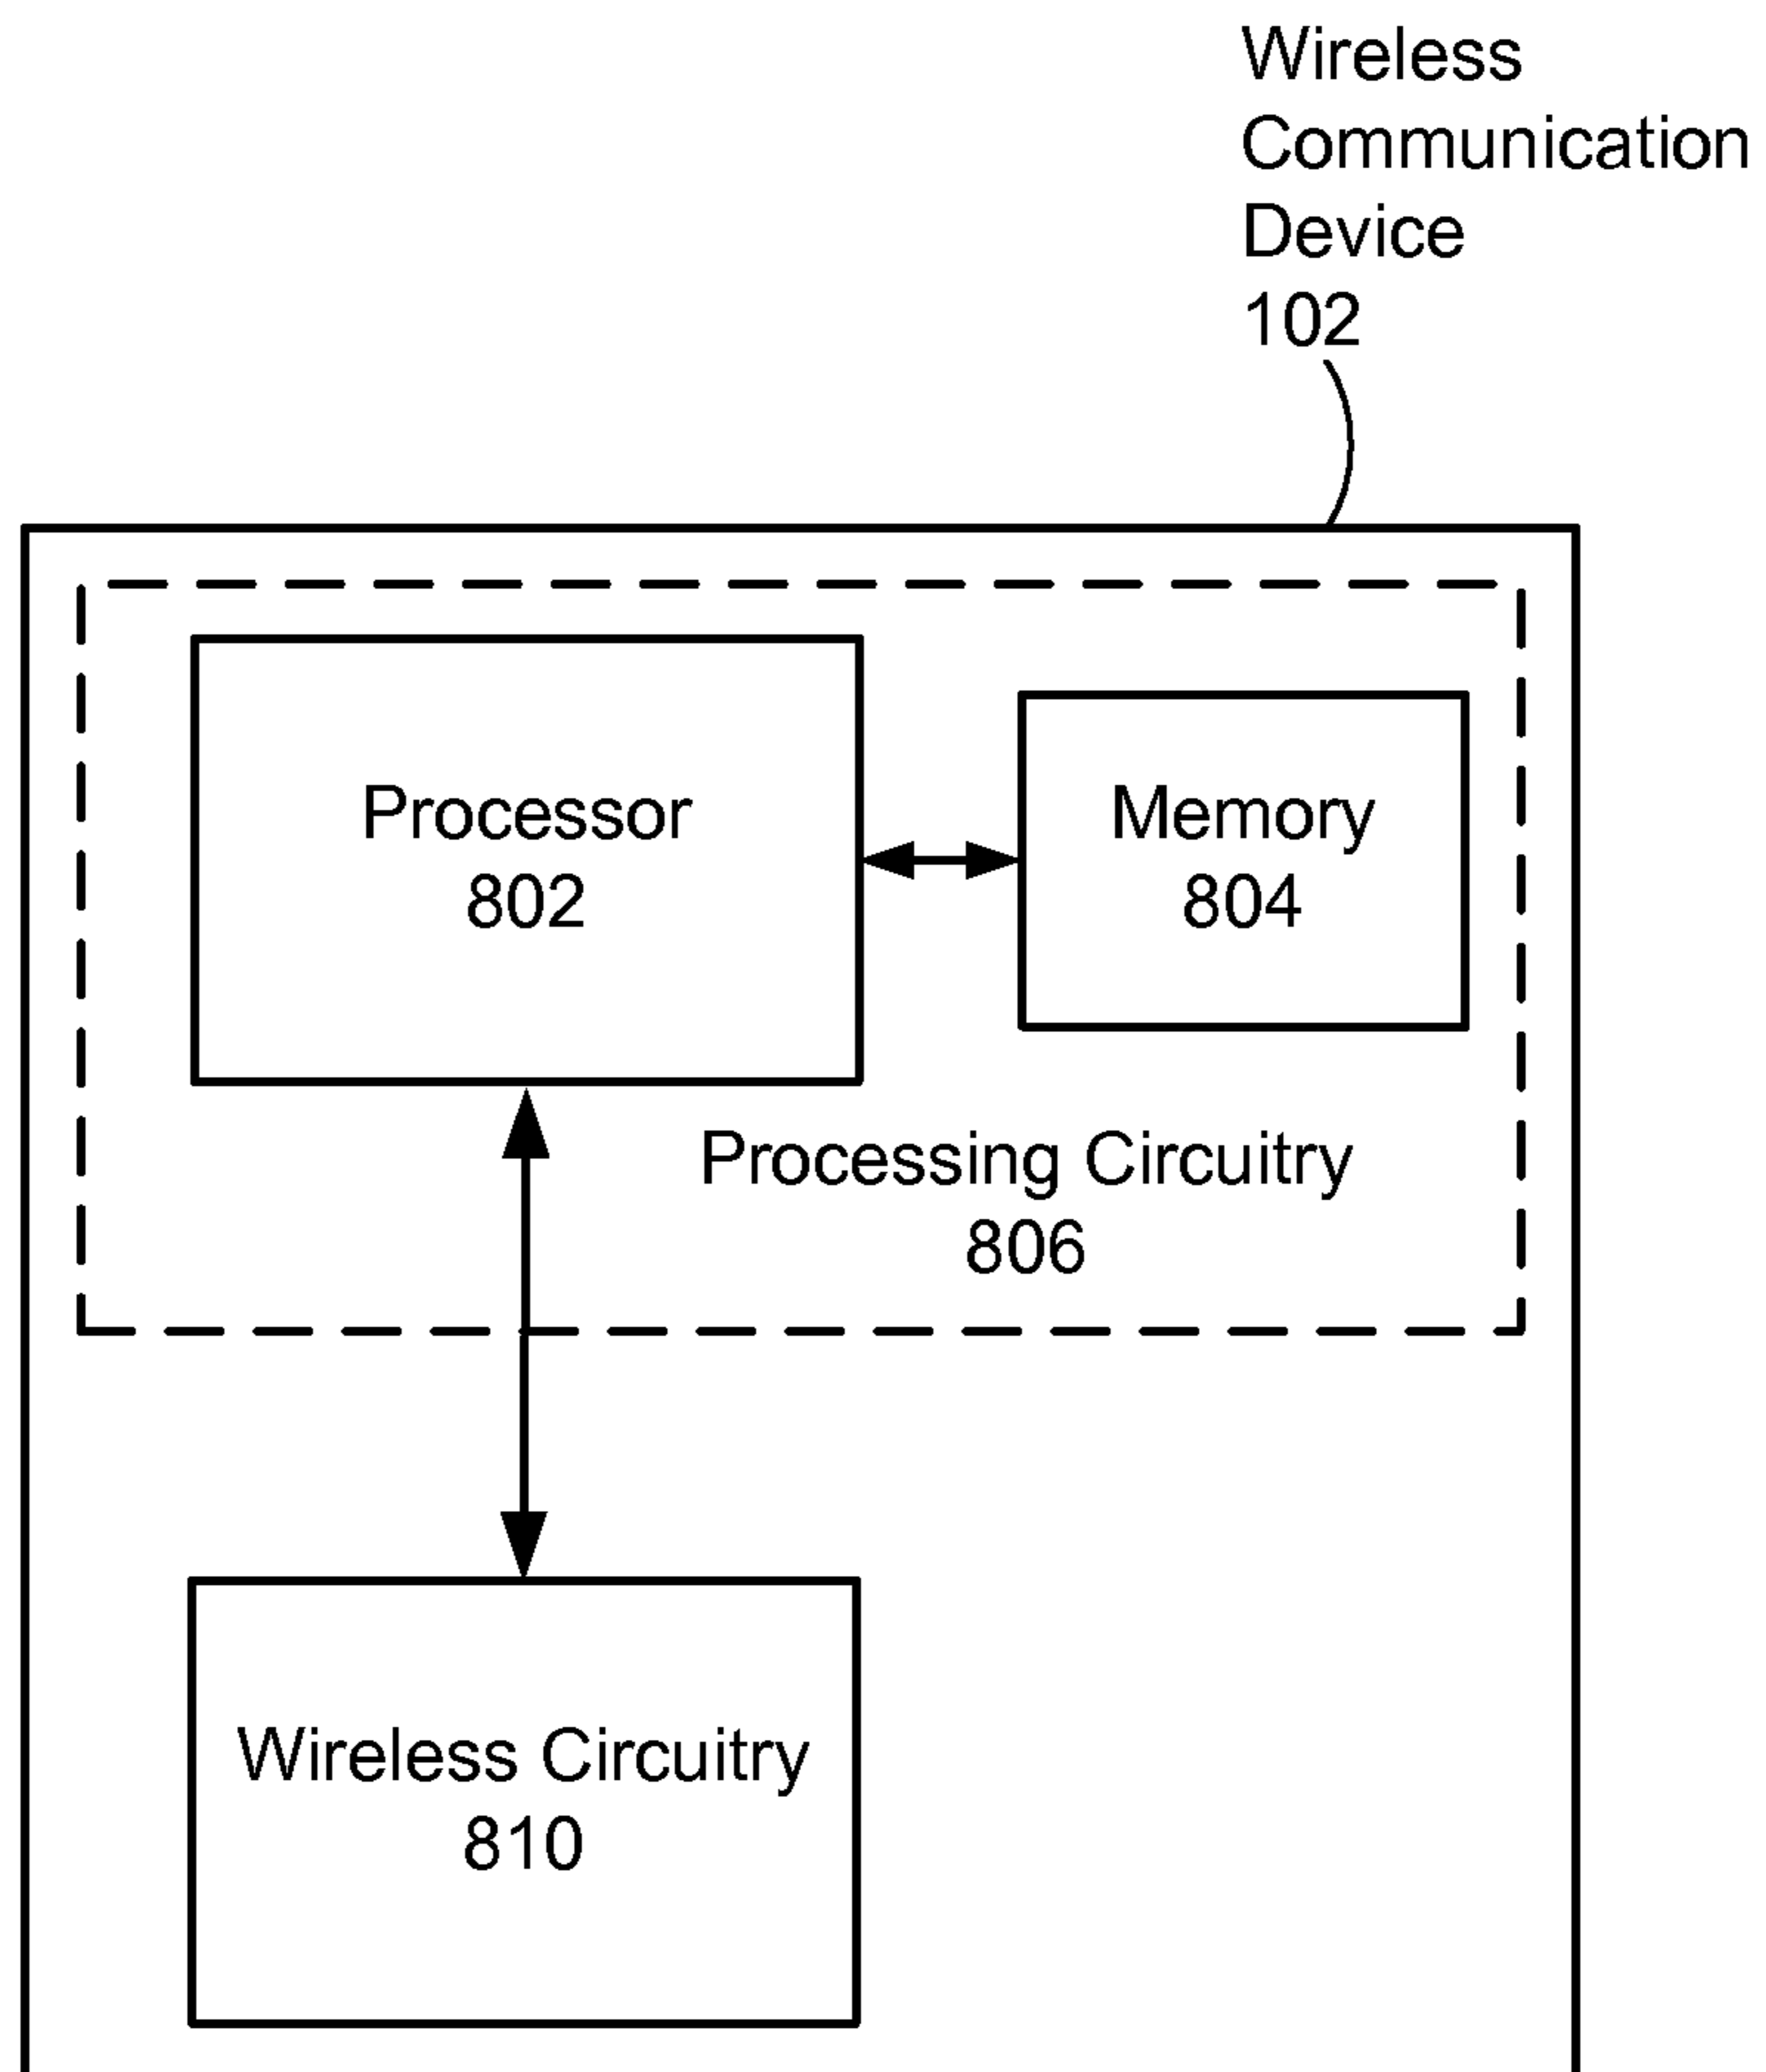 Wireless
Communication
Device
102
Processor
802
Memory
804
Processing Circuitry
806
Wireless Circuitry
810